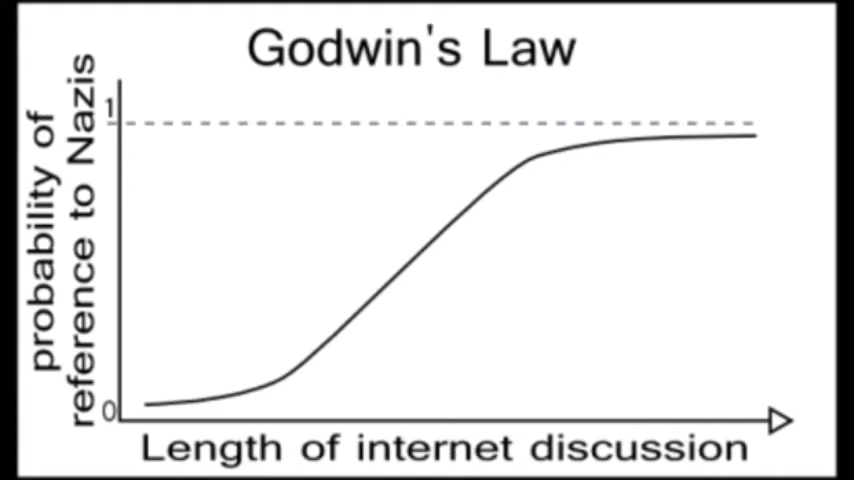 Godwin's Law
probability of
reference to Nazis
1
0
Length of internet discussion